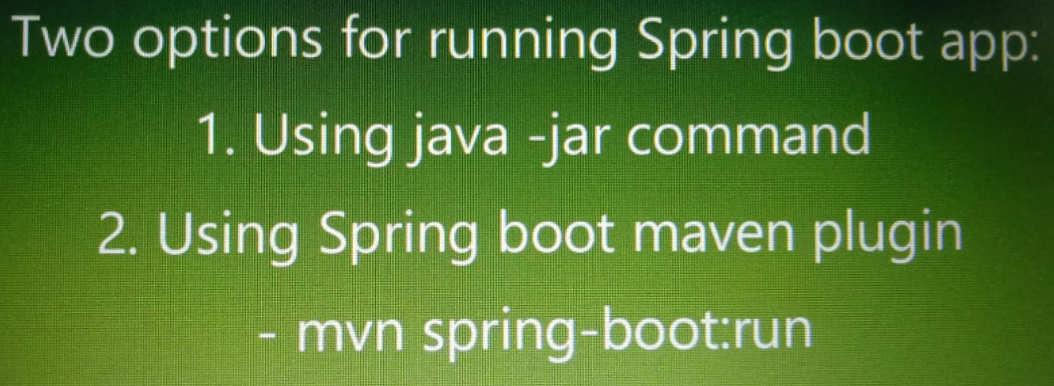 Two options for running Spring boot app:
1. Using java -jar command
2. Using Spring boot maven plugin
- mvn spring-boot:run